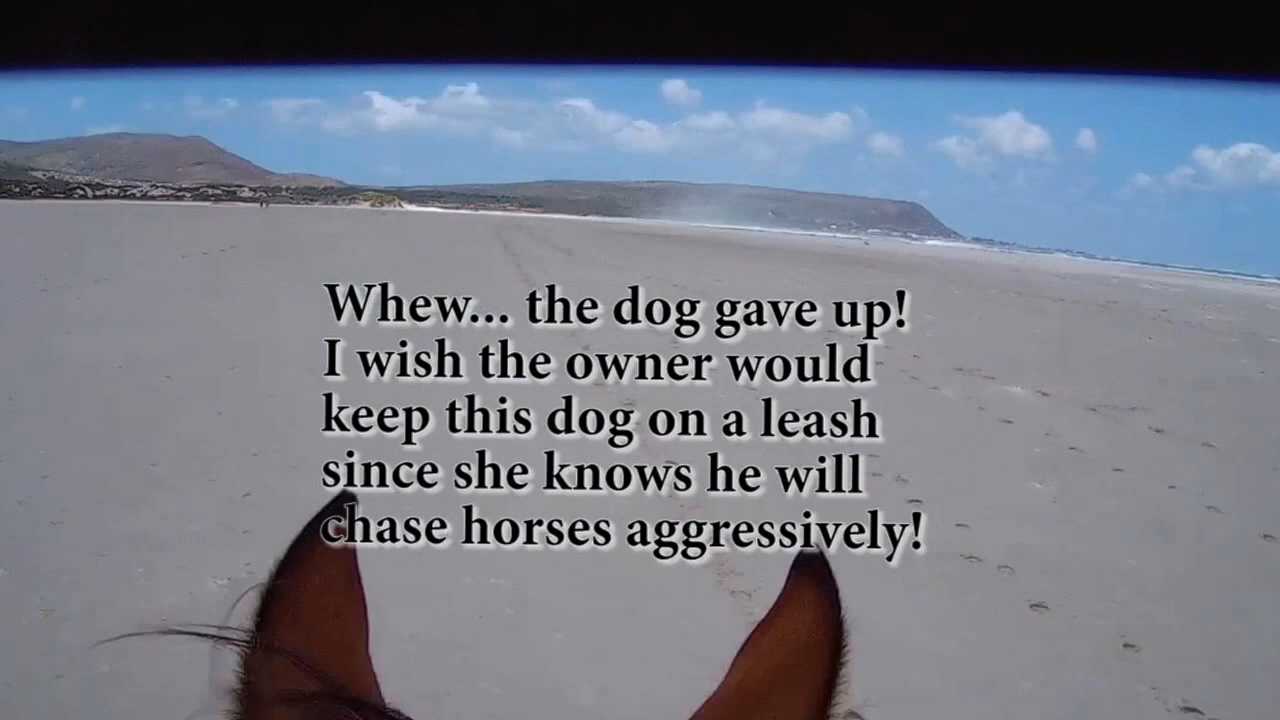 Whew... the dog gave up!
I wish the owner would
keep this dog on a leash
since she knows he will
chase horses aggressively!